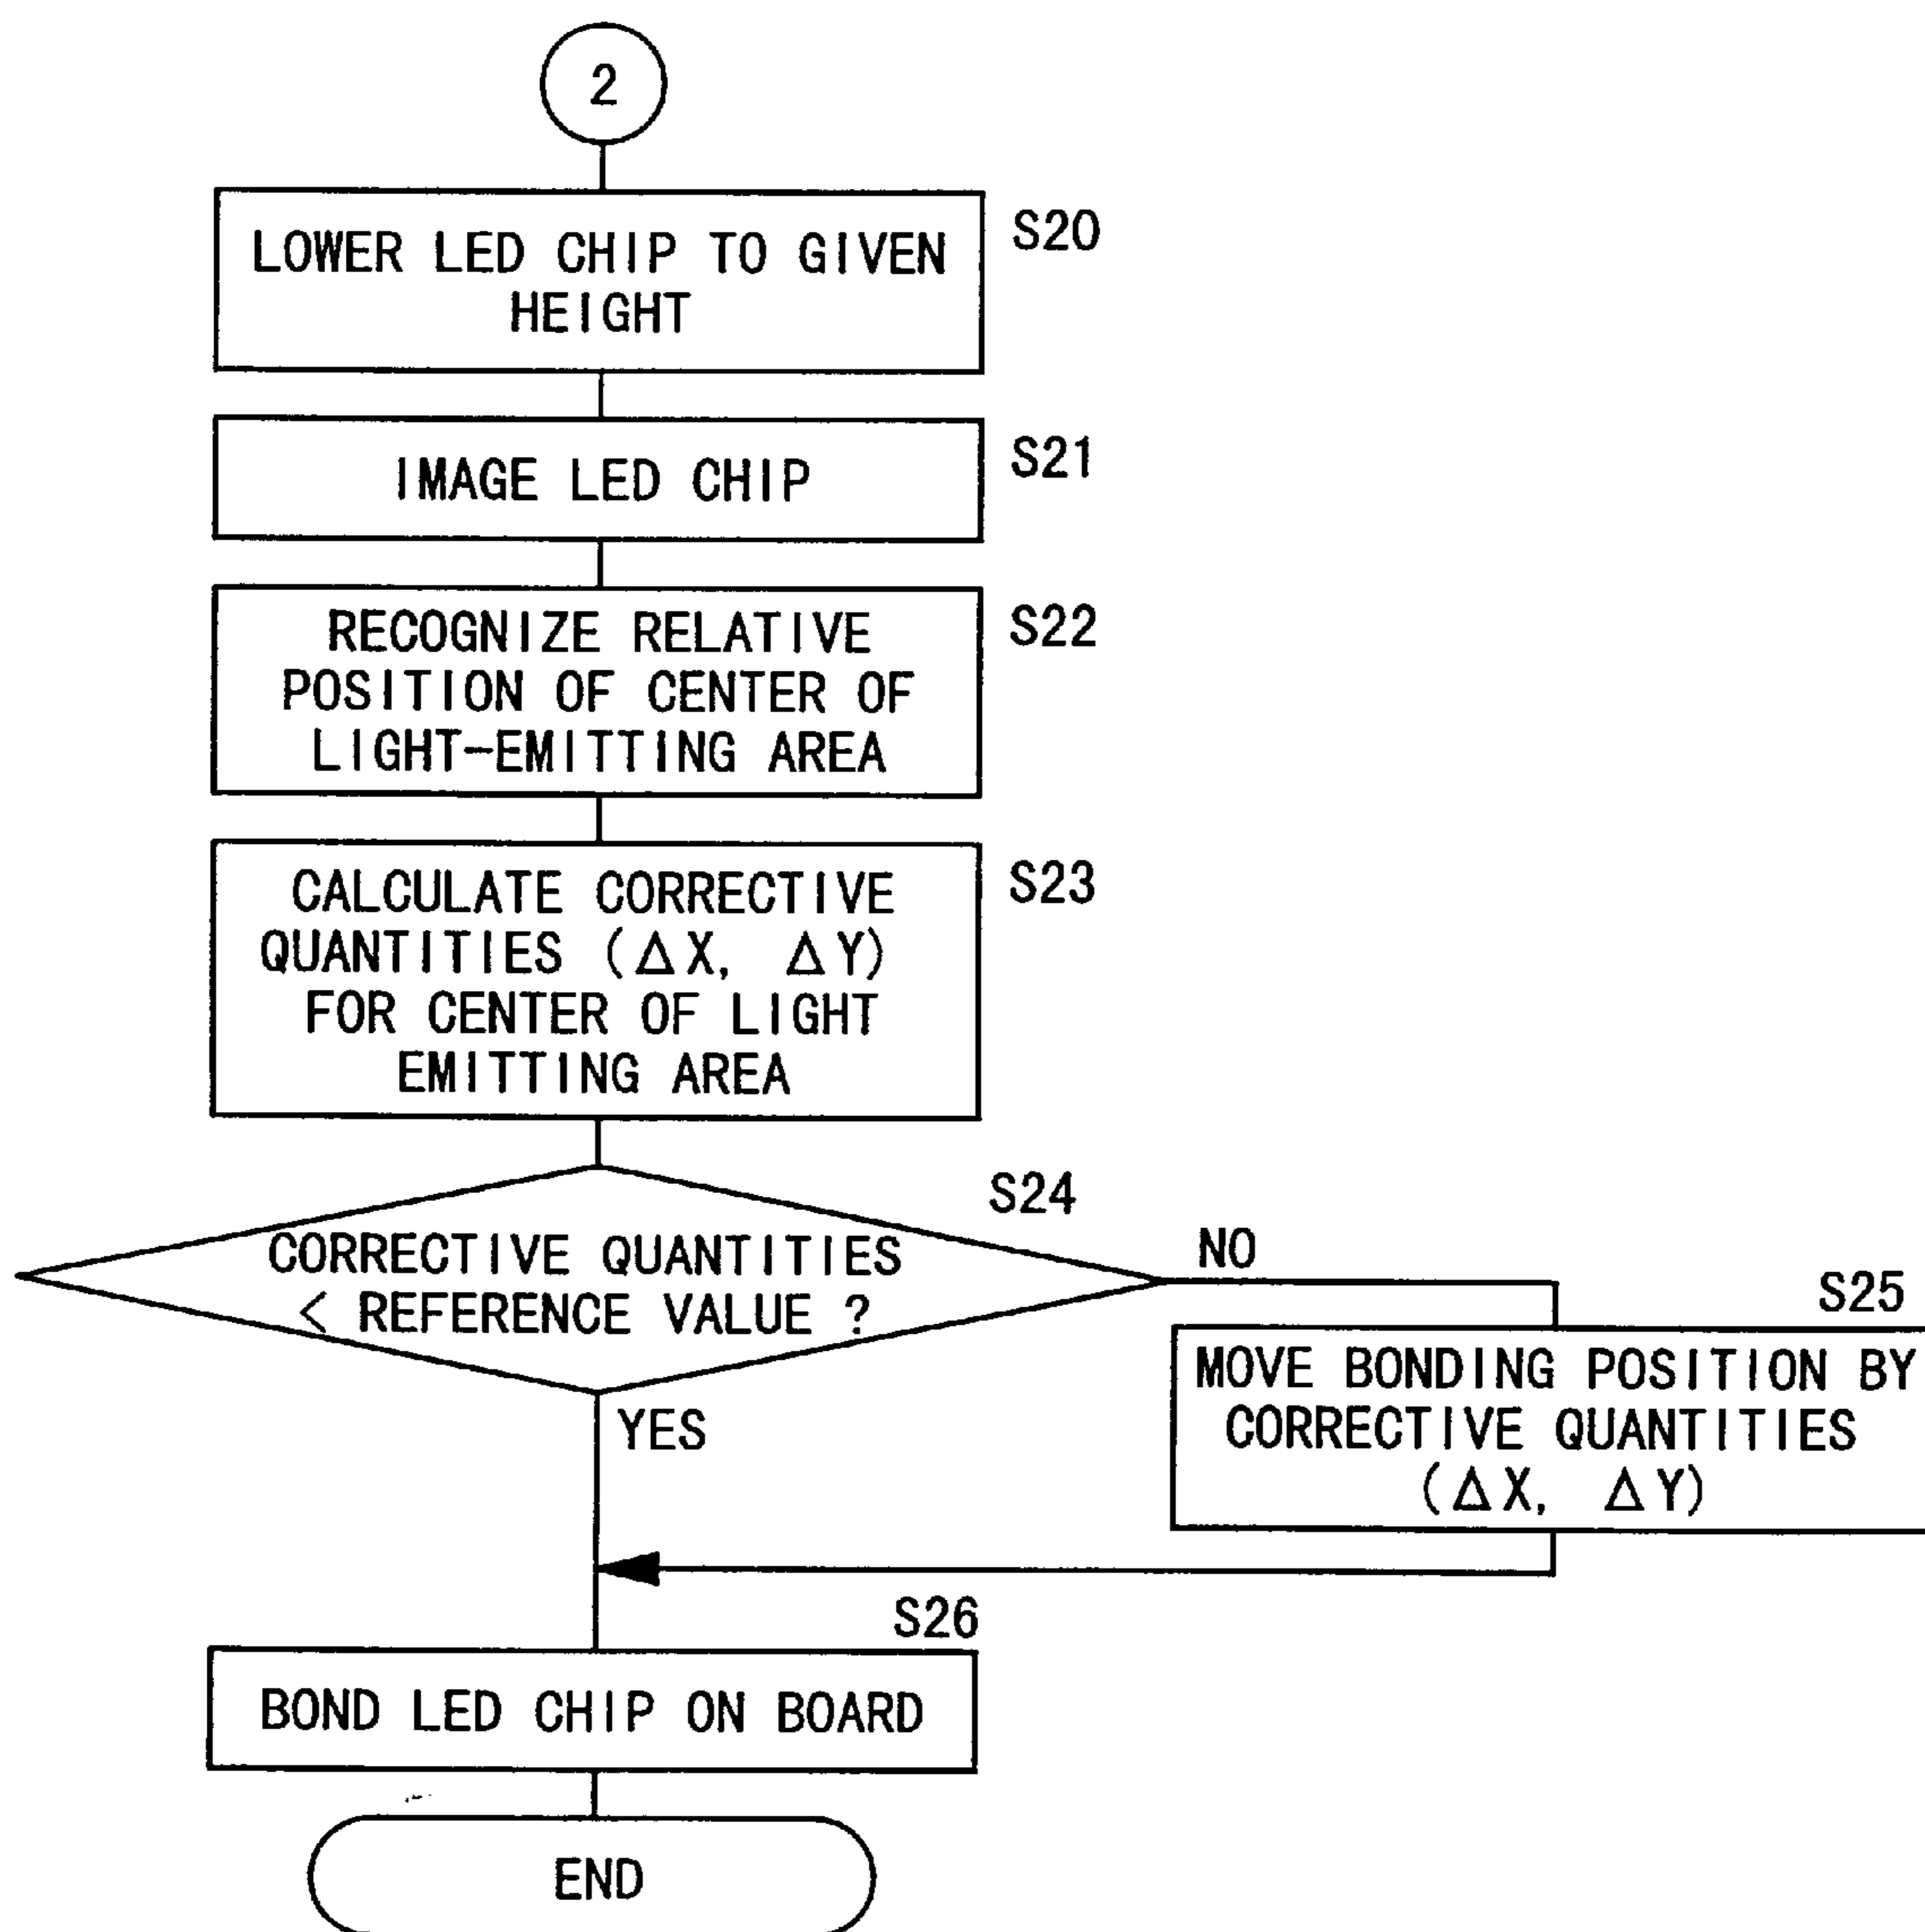 2
LOWER LED CHIP TO GIVEN
HEIGHT
S20
IMAGE LED CHIP
S21
RECOGNIZE RELATIVE
POSITION OF CENTER OF
LIGHT-EMITTING AREA
S22
CALCULATE CORRECTIVE
QUANTITIES (ΔX, ΔY)
FOR CENTER OF LIGHT
EMITTING AREA
S23
CORRECTIVE QUANTITIES
< REFERENCE VALUE ?
S24
NO
YES
S25
MOVE BONDING POSITION BY
CORRECTIVE QUANTITIES
(ΔX, ΔY)
S26
BOND LED CHIP ON BOARD
END